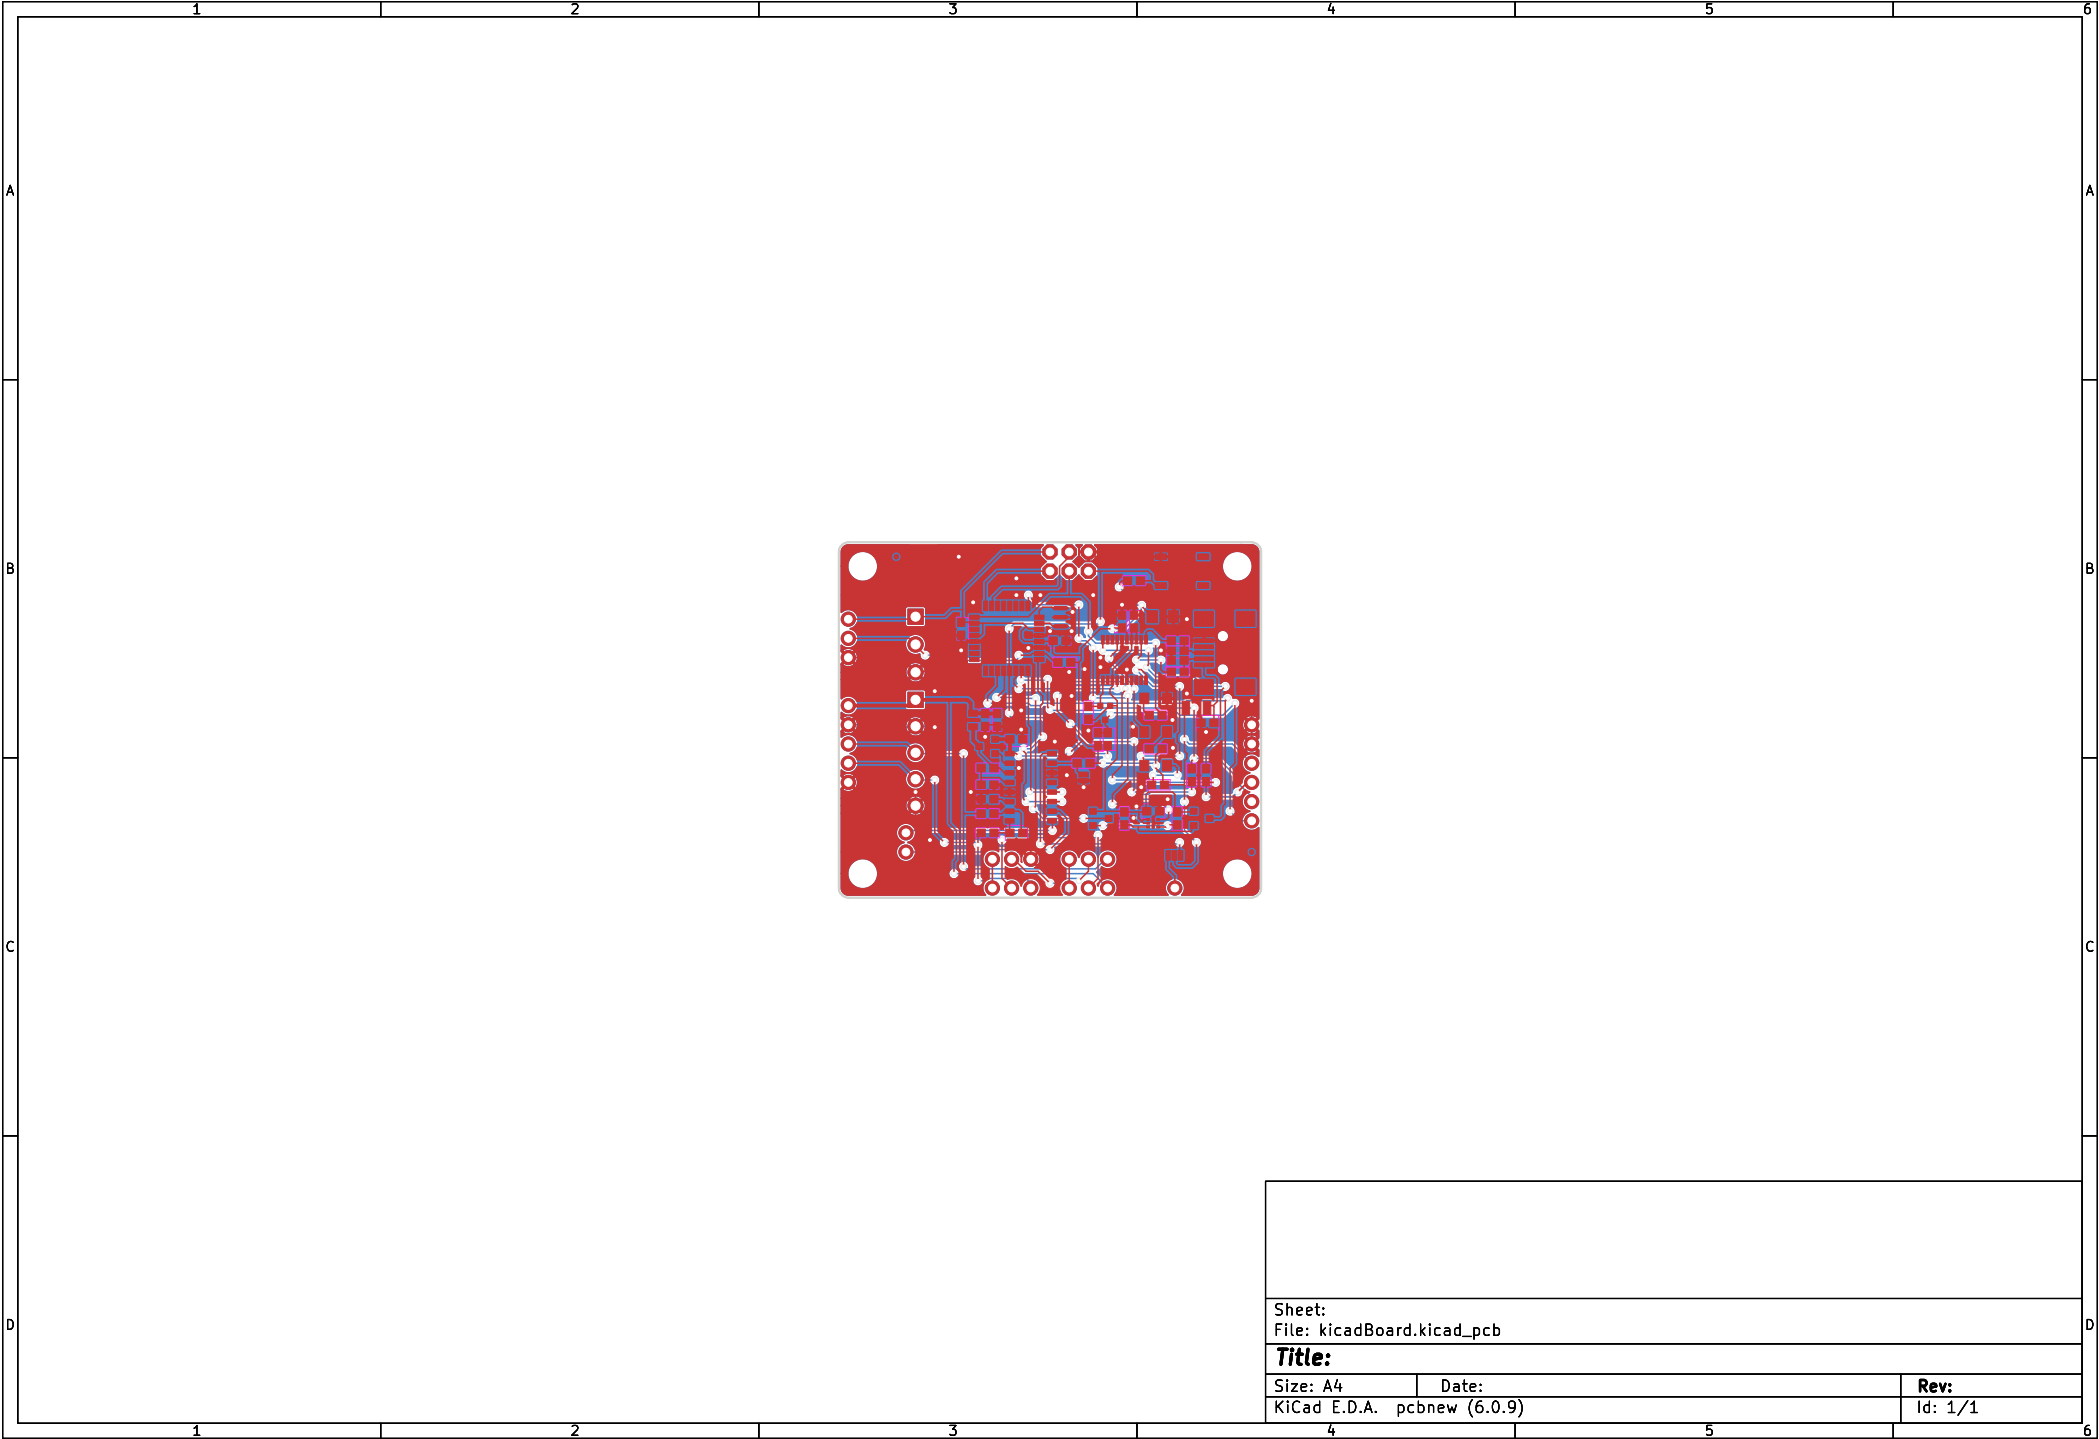 1 2 3 4 5 6
A A
B B
C C
D D
Sheet:
File: kicadBoard.kicad_pcb
Title:
Size: A4 Date: Rev:
KiCad E.D.A. pcbnew (6.0.9) Id: 1/1
1 2 3 4 5 6